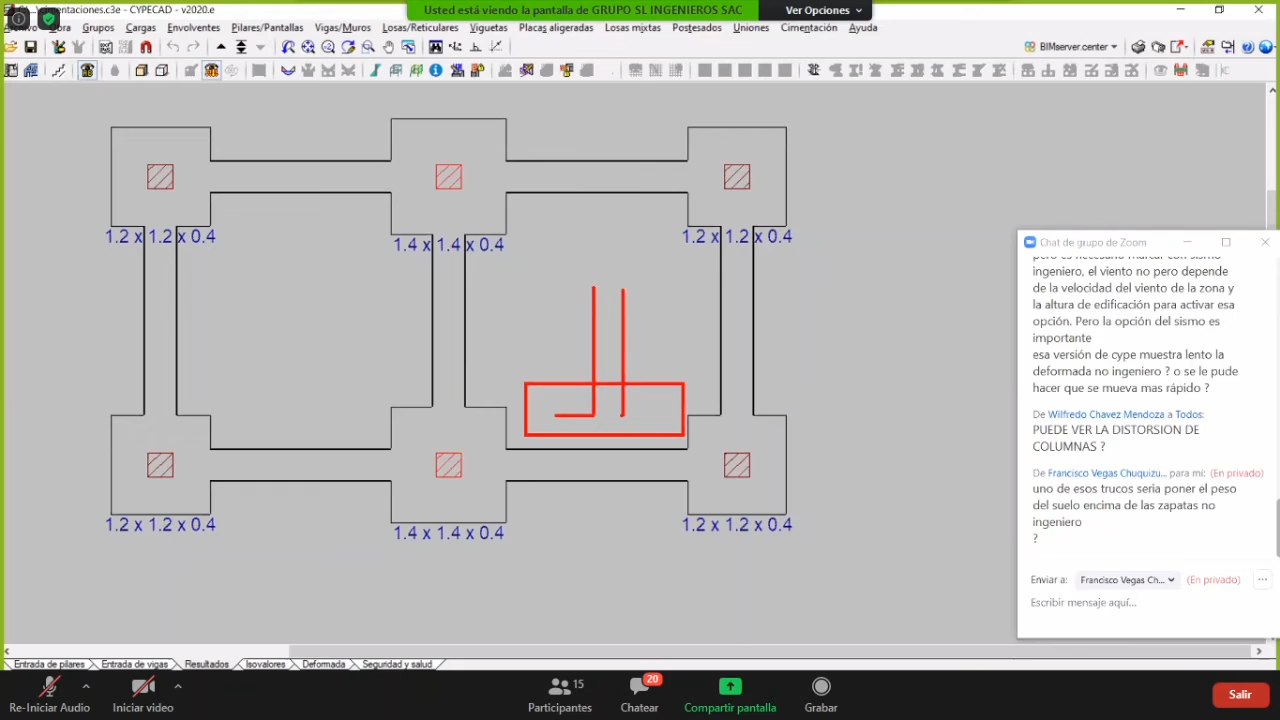 cimentaciones.c3e - CYPECAD - v2020.e
Usted está viendo la pantalla de GRUPO SL INGENIEROS SAC
Ver Opciones
Archivo Obra Grupos Cargas Envolventes Pilares/Pantallas Vigas/Muros Losas/Reticulares Viguetas Placas aligeradas Losas mixtas Postesados Uniones Cimentación Ayuda
BIMserver.center
1.2 x 1.2 x 0.4
1.4 x 1.4 x 0.4
1.2 x 1.2 x 0.4
1.2 x 1.2 x 0.4
1.4 x 1.4 x 0.4
1.2 x 1.2 x 0.4
Chat de grupo de Zoom
pero es necesario marcar con sismo
ingeniero, el viento no pero depende
de la velocidad del viento de la zona y
la altura de edificación para activar esa
opción. Pero la opción del sismo es
importante
esa versión de cype muestra lento la
deformada no ingeniero ? o se le pude
hacer que se mueva mas rápido ?
De Wilfredo Chavez Mendoza a Todos:
PUEDE VER LA DISTORSION DE
COLUMNAS ?
De Francisco Vegas Chuquizu... para mi: (En privado)
uno de esos trucos seria poner el peso
del suelo encima de las zapatas no
ingeniero
?
Enviar a: Francisco Vegas Ch... (En privado)
Escribir mensaje aquí...
Entrada de pilares Entrada de vigas Resultados Isovalores Deformada Seguridad y salud
15
20
Re-Iniciar Audio Iniciar video Participantes Chatear Compartir pantalla Grabar
Salir